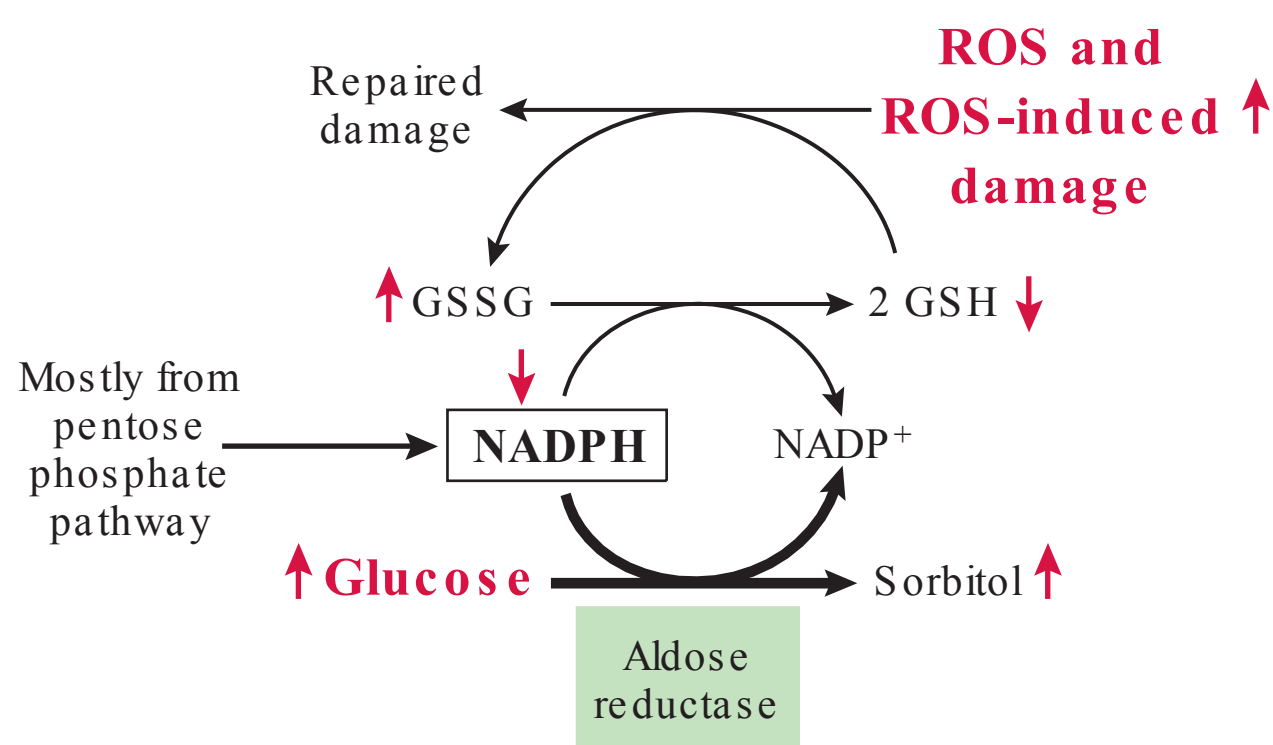 Repaired
damage
ROS and
ROS-induced
damage
GSSG
2 GSH
Mostly from
pentose
phosphate
pathway
NADPH
NADP⁺
Glucose
Sorbitol
Aldose
reductase